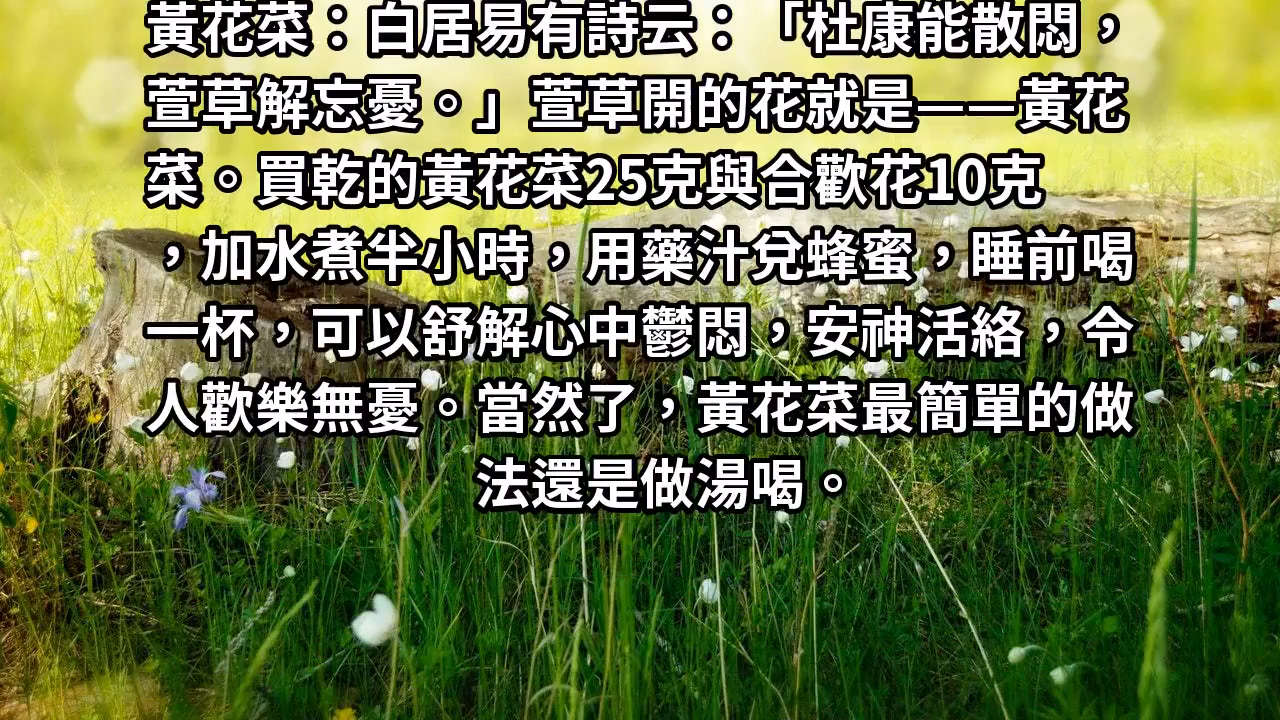 黃花菜：白居易有詩云：「杜康能散悶，
萱草解忘憂。」萱草開的花就是——黃花
菜。買乾的黃花菜25克與合歡花10克
，加水煮半小時，用藥汁兌蜂蜜，睡前喝
一杯，可以舒解心中鬱悶，安神活絡，令
人歡樂無憂。當然了，黃花菜最簡單的做
法還是做湯喝。